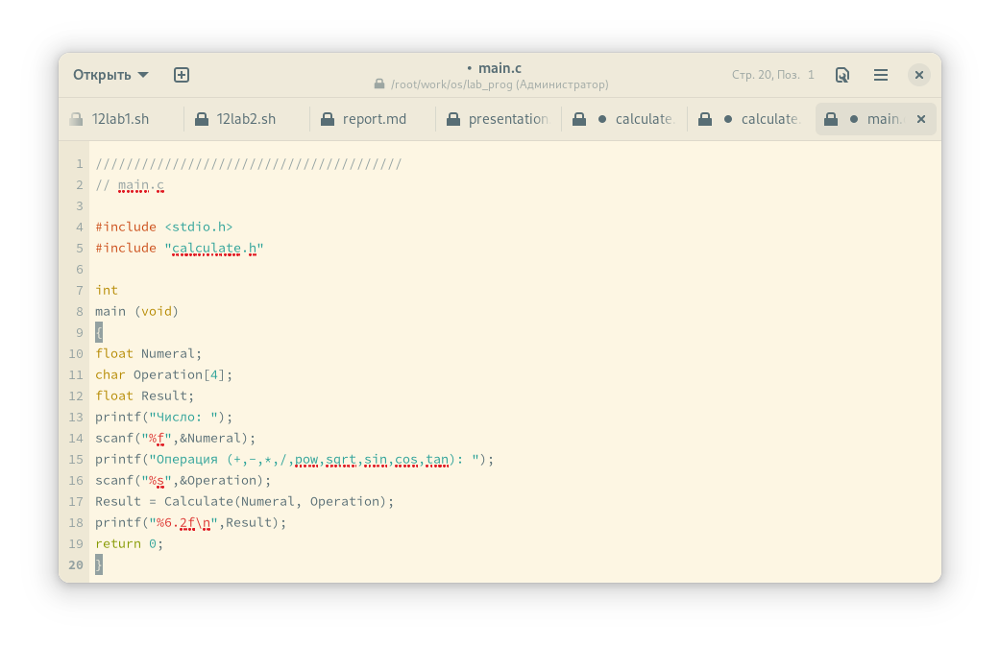 Открыть
• main.c
/root/work/os/lab_prog (Администратор)
Стр. 20, Поз. 1
12lab1.sh
12lab2.sh
report.md
presentation
• calculate.
• calculate.
• main.
1 ////////////////////////////////////////
2 // main.c
3
4 #include <stdio.h>
5 #include "calculate.h"
6
7 int
8 main (void)
9 {
10 float Numeral;
11 char Operation[4];
12 float Result;
13 printf("Число: ");
14 scanf("%f",&Numeral);
15 printf("Операция (+,-,*,/,pow,sqrt,sin,cos,tan): ");
16 scanf("%s",&Operation);
17 Result = Calculate(Numeral, Operation);
18 printf("%6.2f\n",Result);
19 return 0;
20 }